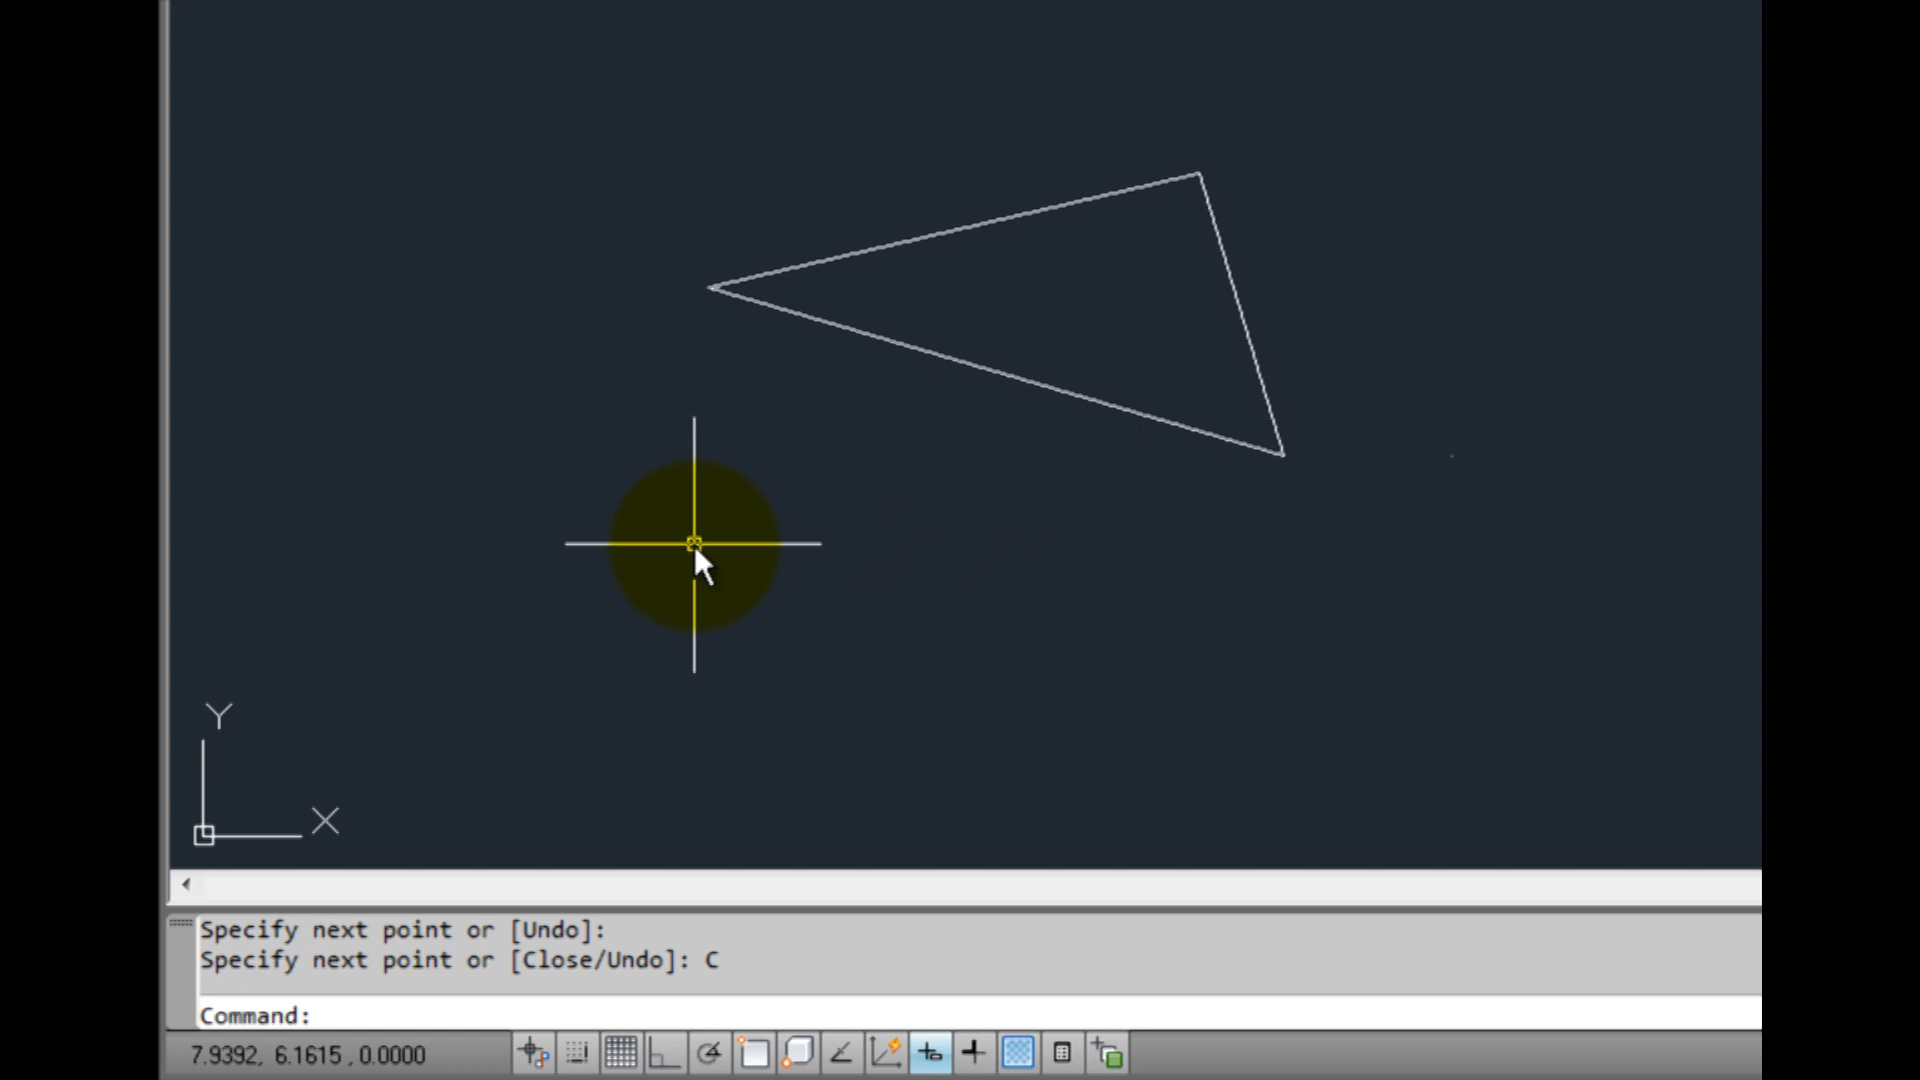 Y
X
Specify next point or [Undo]:
Specify next point or [Close/Undo]: C
Command:
7.9392, 6.1615 , 0.0000